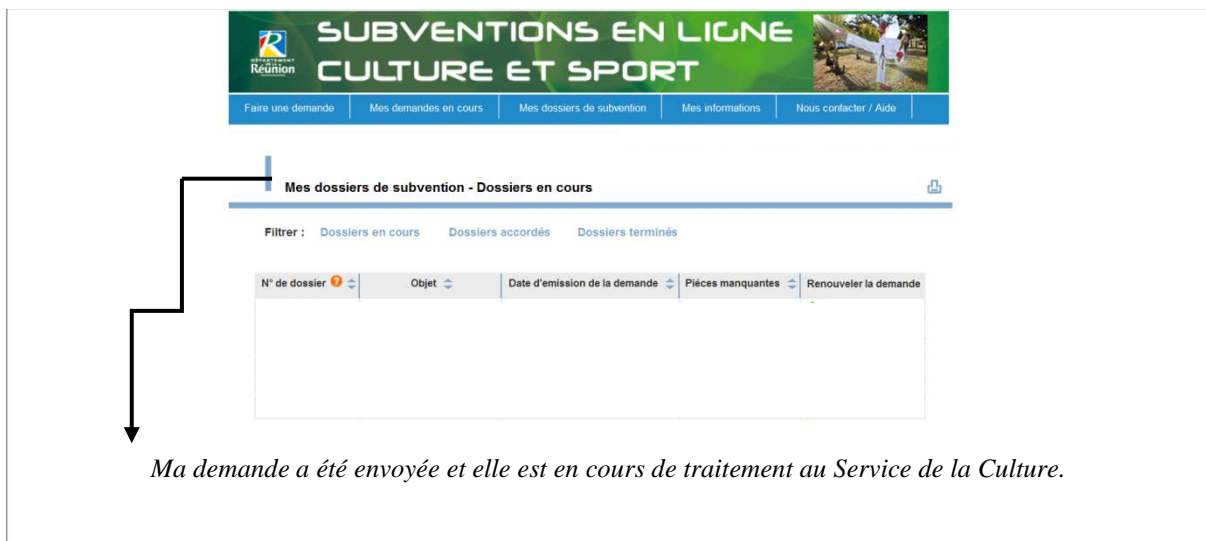 SUBVENTIONS EN LIGNE
CULTURE ET SPORT
DÉPARTEMENT
Réunion
Faire une demande Mes demandes en cours Mes dossiers de subvention Mes informations Nous contacter / Aide
Mes dossiers de subvention - Dossiers en cours
Filtrer : Dossiers en cours Dossiers accordés Dossiers terminés
N° de dossier ? Objet Date d'emission de la demande Piéces manquantes Renouveler la demande
Ma demande a été envoyée et elle est en cours de traitement au Service de la Culture.